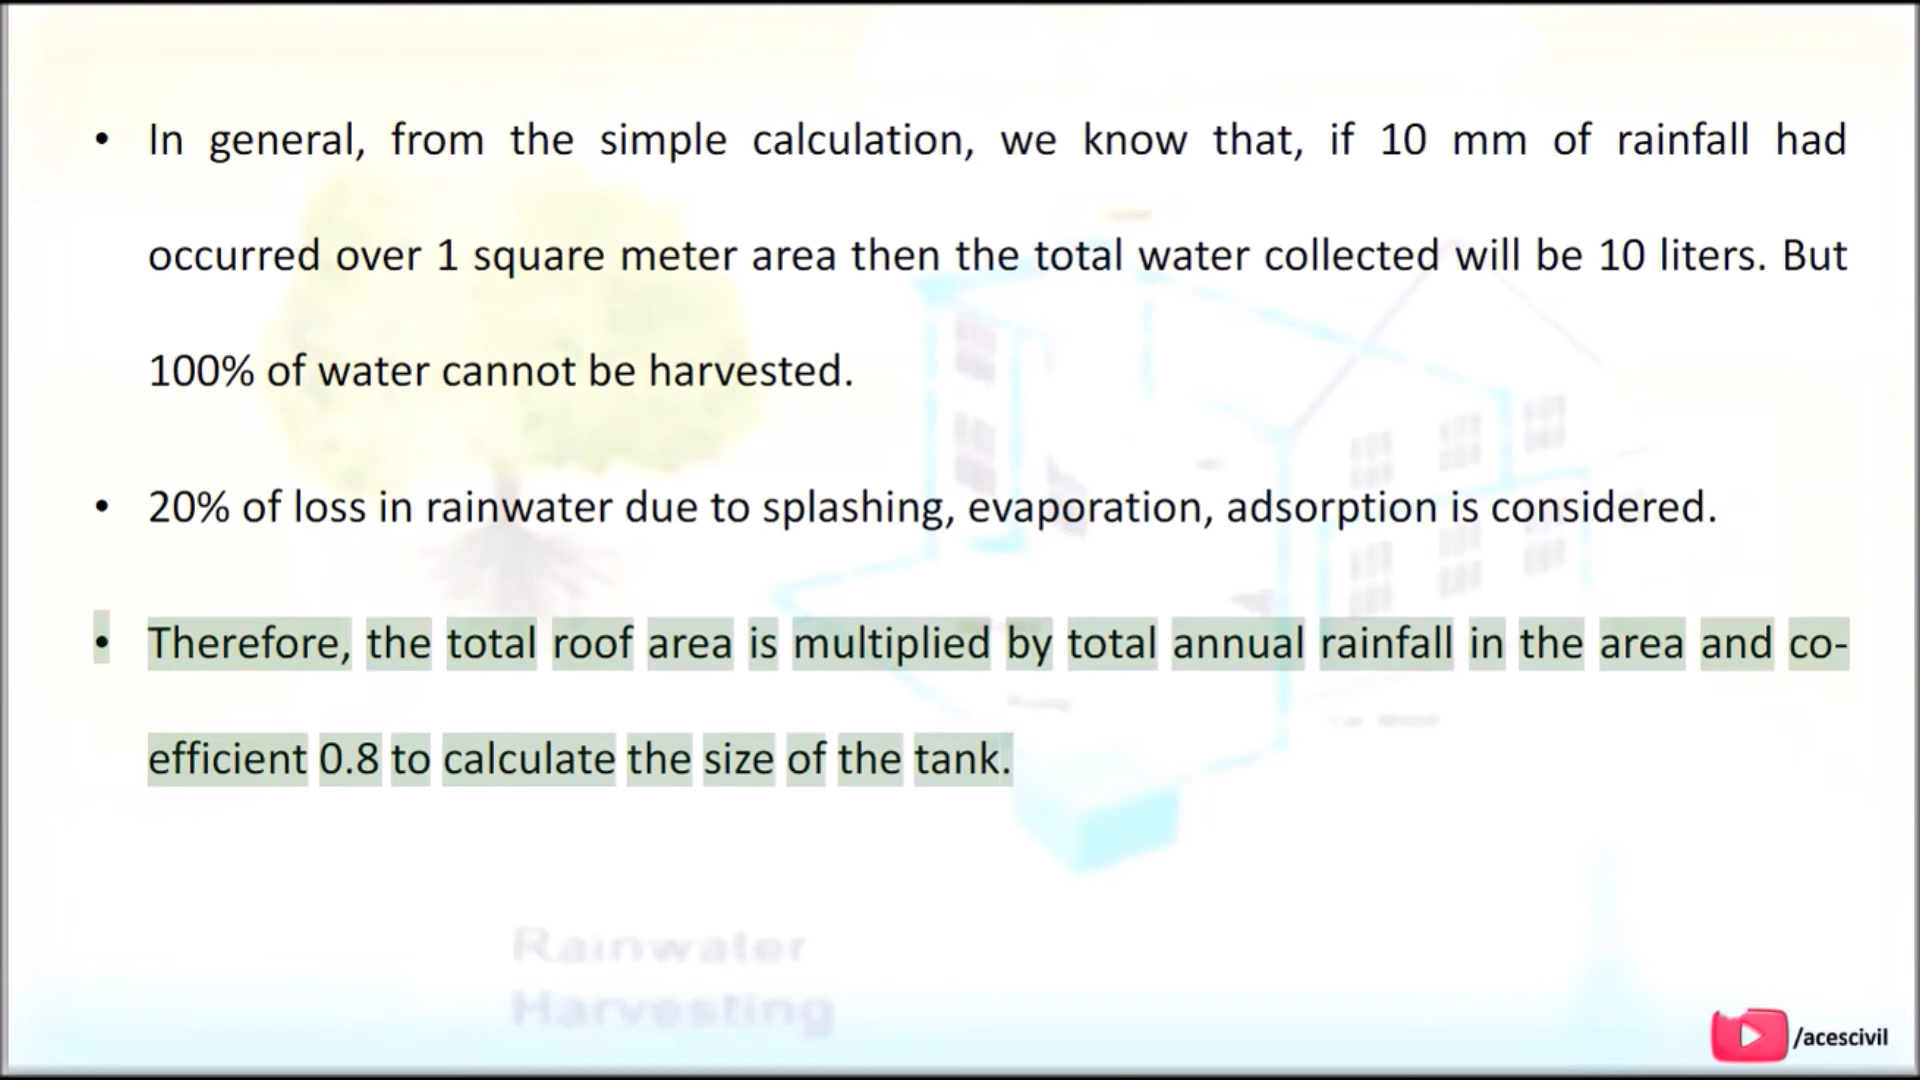 • In general, from the simple calculation, we know that, if 10 mm of rainfall had
occurred over 1 square meter area then the total water collected will be 10 liters. But
100% of water cannot be harvested.
• 20% of loss in rainwater due to splashing, evaporation, adsorption is considered.
• Therefore, the total roof area is multiplied by total annual rainfall in the area and co-
efficient 0.8 to calculate the size of the tank.
Rainwater
Harvesting
/acescivil